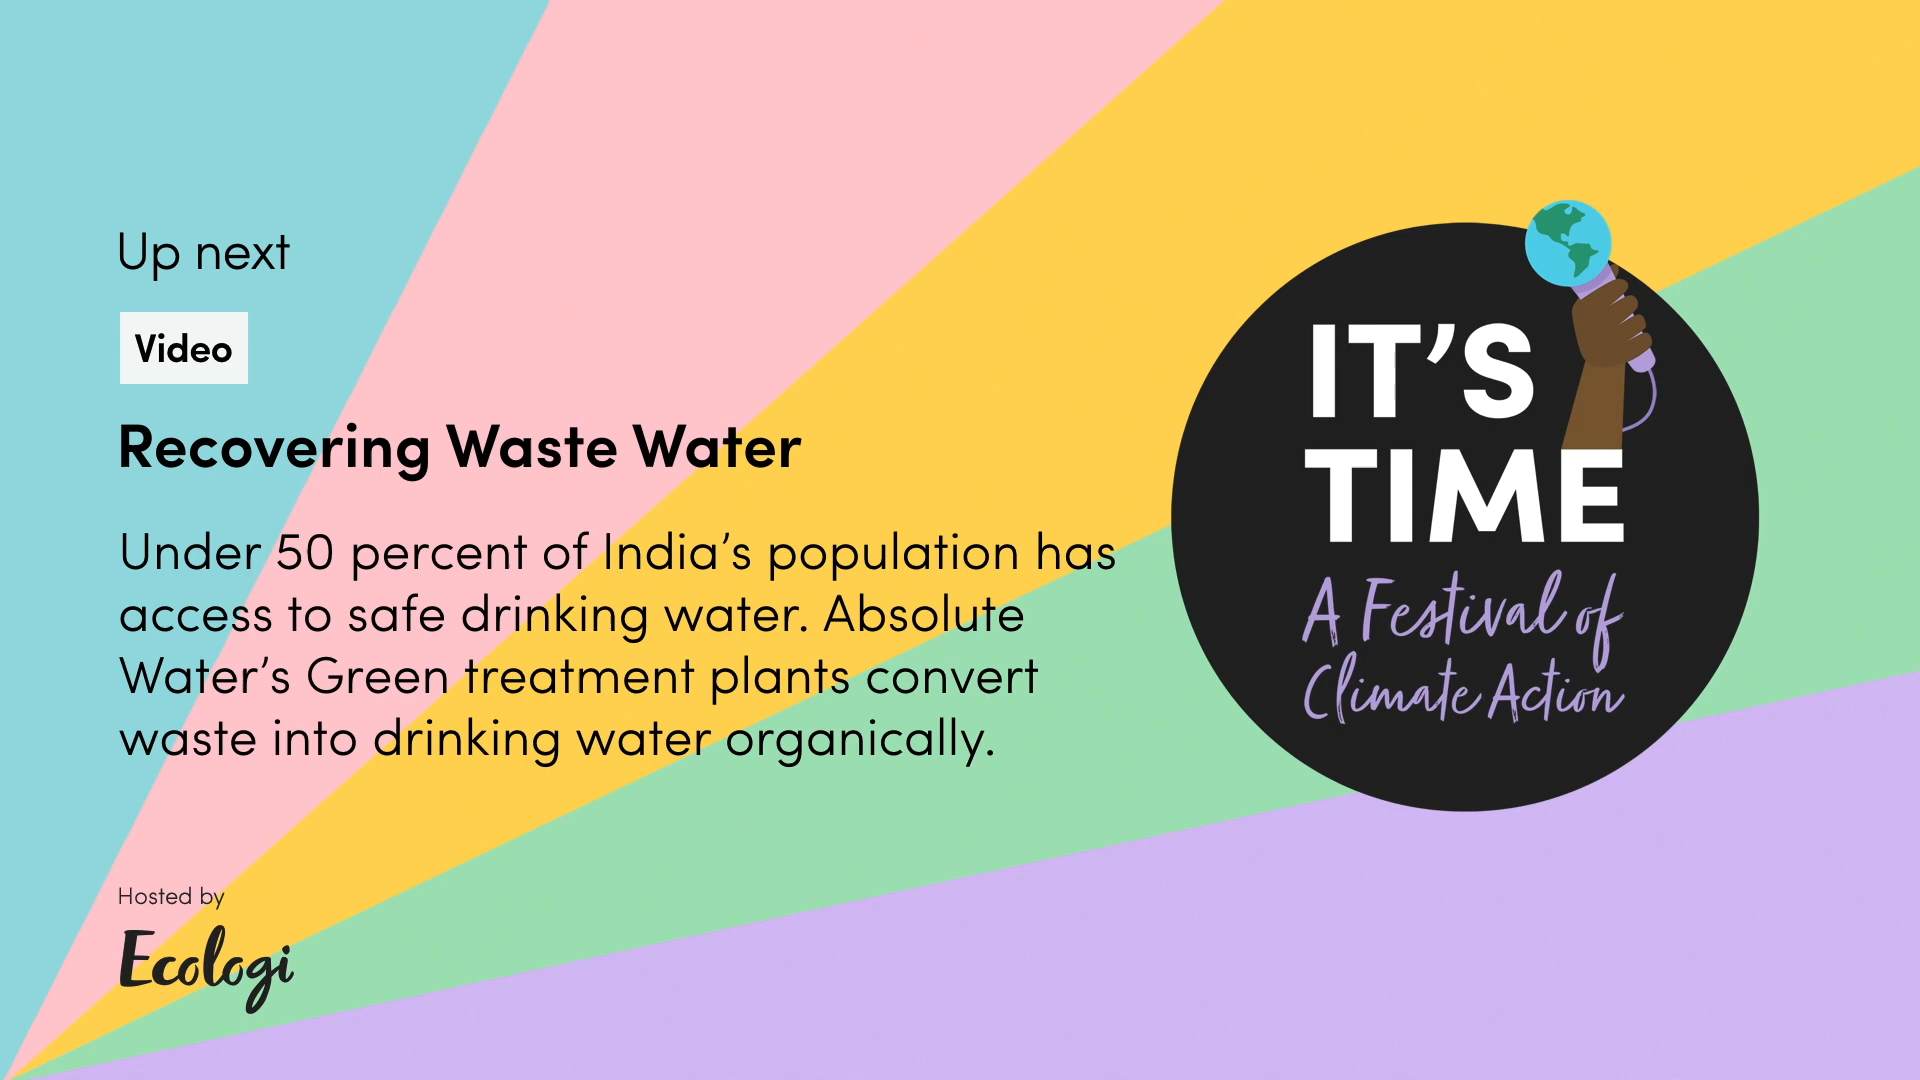 Up next
Video
Recovering Waste Water
Under 50 percent of India’s population has
access to safe drinking water. Absolute
Water’s Green treatment plants convert
waste into drinking water organically.
Hosted by
Ecologi
IT’S
TIME
A Festival of
Climate Action